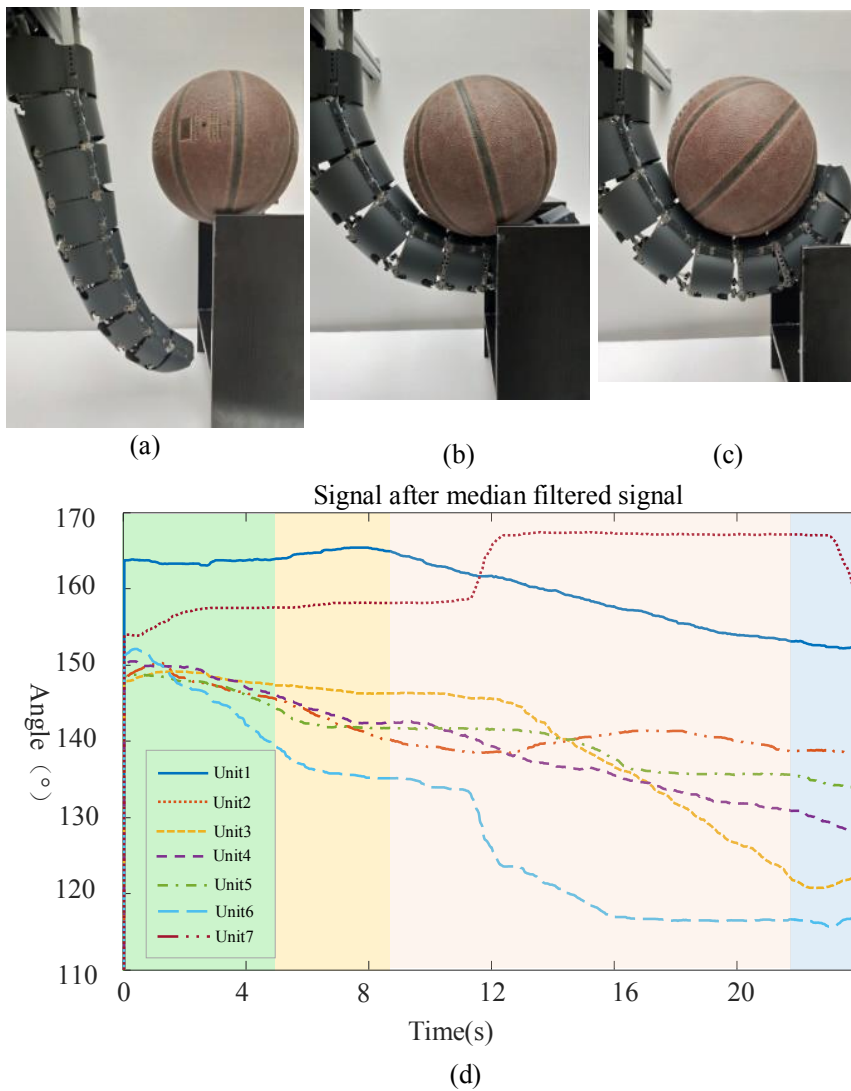 (a)
(b)
(c)
Signal after median filtered signal
Angle（°）
170
160
150
140
130
120
110
Unit1
Unit2
Unit3
Unit4
Unit5
Unit6
Unit7
0 4 8 12 16 20
Time(s)
(d)